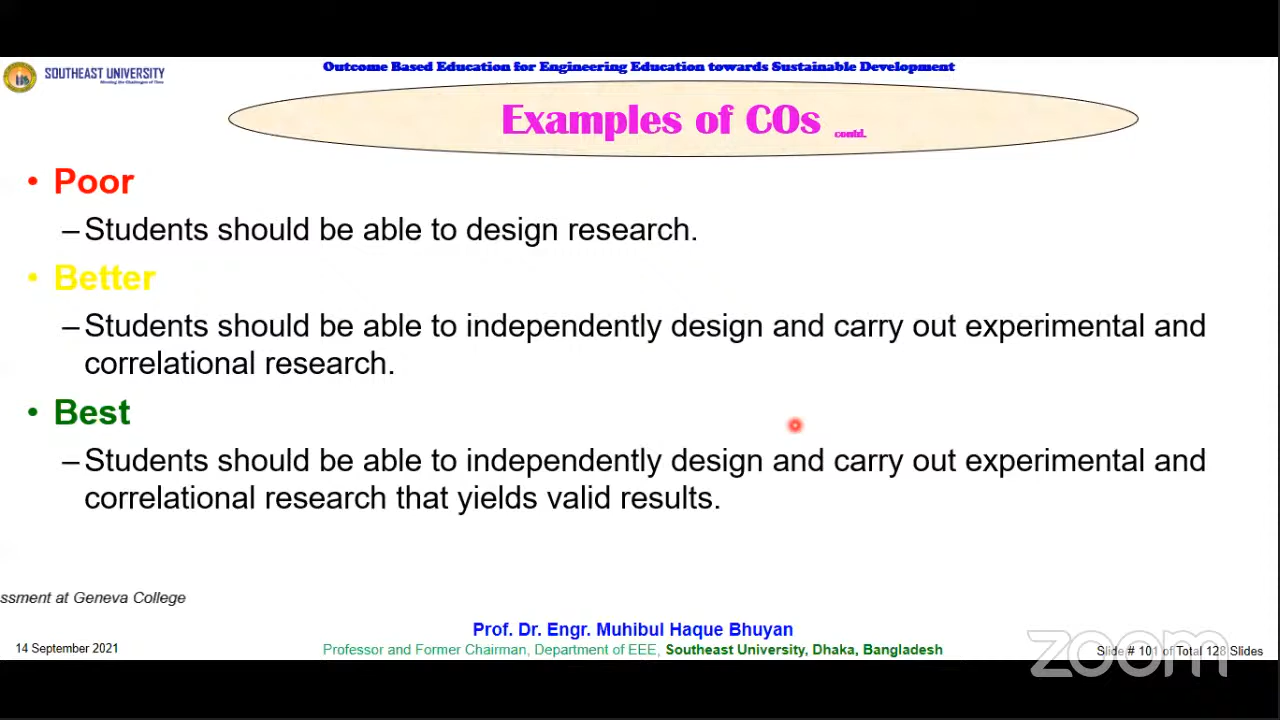 SOUTHEAST UNIVERSITY
Outcome Based Education for Engineering Education towards Sustainable Development
Examples of COs contd.
• Poor
– Students should be able to design research.
• Better
– Students should be able to independently design and carry out experimental and
correlational research.
• Best
– Students should be able to independently design and carry out experimental and
correlational research that yields valid results.
ssment at Geneva College
Prof. Dr. Engr. Muhibul Haque Bhuyan
14 September 2021
Professor and Former Chairman, Department of EEE, Southeast University, Dhaka, Bangladesh
Slide # 101 of Total 128 Slides
zoom